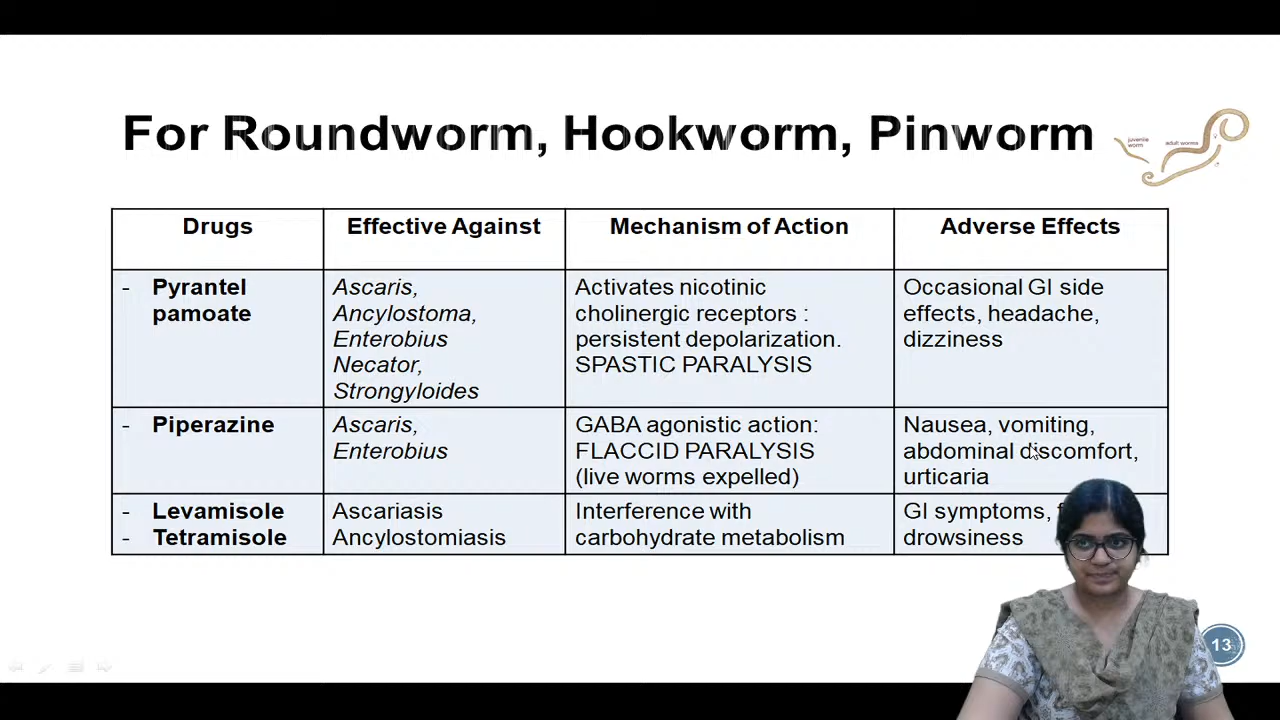 For Roundworm, Hookworm, Pinworm
juvenile
worm
adult worms
Drugs
Effective Against
Mechanism of Action
Adverse Effects
- Pyrantel
pamoate
Ascaris,
Ancylostoma,
Enterobius
Necator,
Strongyloides
Activates nicotinic
cholinergic receptors :
persistent depolarization.
SPASTIC PARALYSIS
Occasional GI side
effects, headache,
dizziness
- Piperazine
Ascaris,
Enterobius
GABA agonistic action:
FLACCID PARALYSIS
(live worms expelled)
Nausea, vomiting,
abdominal discomfort,
urticaria
- Levamisole
- Tetramisole
Ascariasis
Ancylostomiasis
Interference with
carbohydrate metabolism
GI symptoms,
drowsiness
13